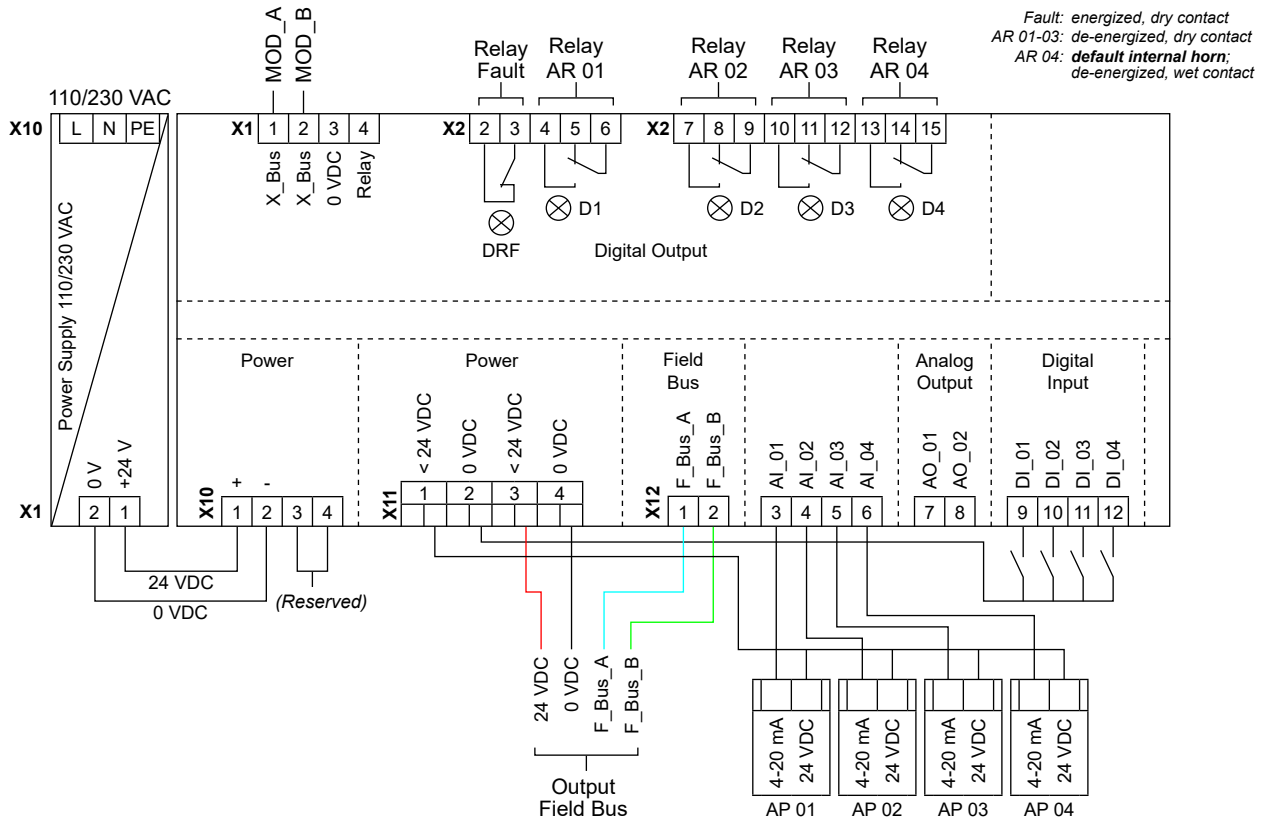 Fault: energized, dry contact
AR 01-03: de-energized, dry contact
AR 04: default internal horn;
de-energized, wet contact
MOD_A
MOD_B
Relay
Fault
Relay
AR 01
Relay
AR 02
Relay
AR 03
Relay
AR 04
110/230 VAC
X10
L N PE
X1
1 2 3 4
X2
2 3 4 5 6
X2
7 8 9 10 11 12 13 14 15
X_Bus
X_Bus
0 VDC
Relay
DRF
D1
D2
D3
D4
Digital Output
Power Supply 110/230 VAC
Power
Power
Field
Bus
Analog
Output
Digital
Input
0 V
+24 V
+ -
< 24 VDC
0 VDC
< 24 VDC
0 VDC
F_Bus_A
F_Bus_B
AI_01
AI_02
AI_03
AI_04
AO_01
AO_02
DI_01
DI_02
DI_03
DI_04
X1
2 1
X10
1 2 3 4
X11
1 2 3 4
X12
1 2
3 4 5 6
7 8
9 10 11 12
24 VDC
0 VDC
(Reserved)
24 VDC
0 VDC
F_Bus_A
F_Bus_B
Output
Field Bus
4-20 mA
24 VDC
4-20 mA
24 VDC
4-20 mA
24 VDC
4-20 mA
24 VDC
AP 01
AP 02
AP 03
AP 04